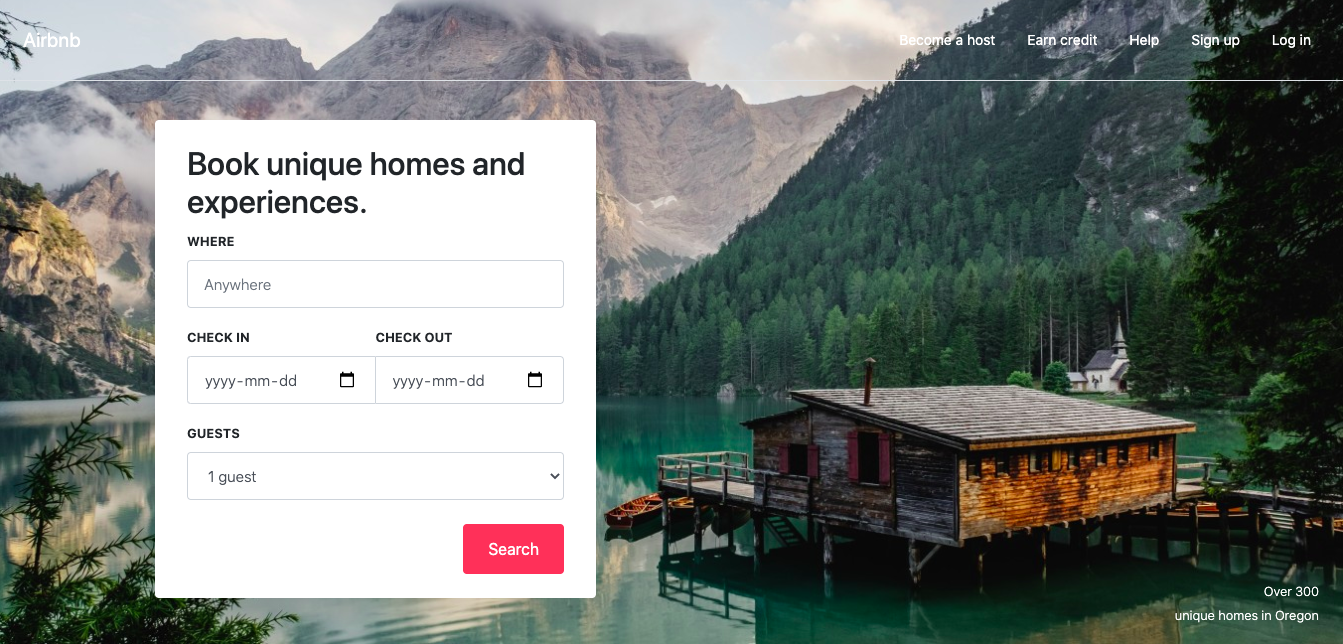 Airbnb
Become a host
Earn credit
Help
Sign up
Log in
Book unique homes and
experiences.
WHERE
Anywhere
CHECK IN
CHECK OUT
yyyy-mm-dd
yyyy-mm-dd
GUESTS
1 guest
Search
Over 300
unique homes in Oregon